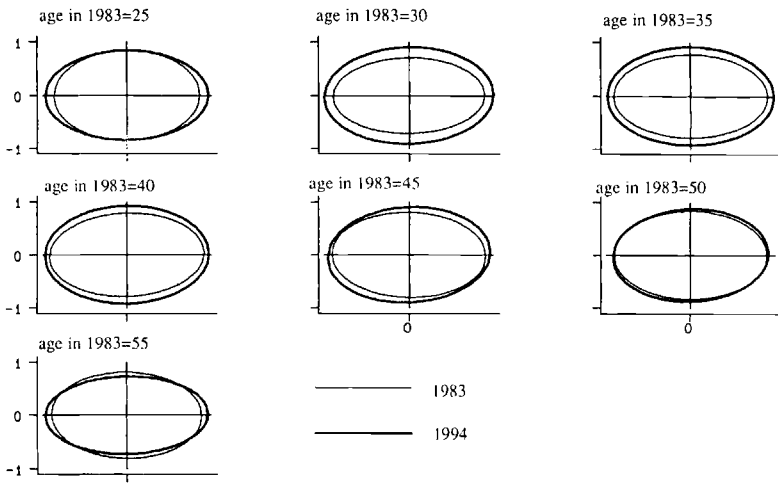 age in 1983=25
age in 1983=30
age in 1983=35
1
0
-1
age in 1983=40
age in 1983=45
age in 1983=50
1
0
-1
0
0
age in 1983=55
1
0
-1
1983
1994